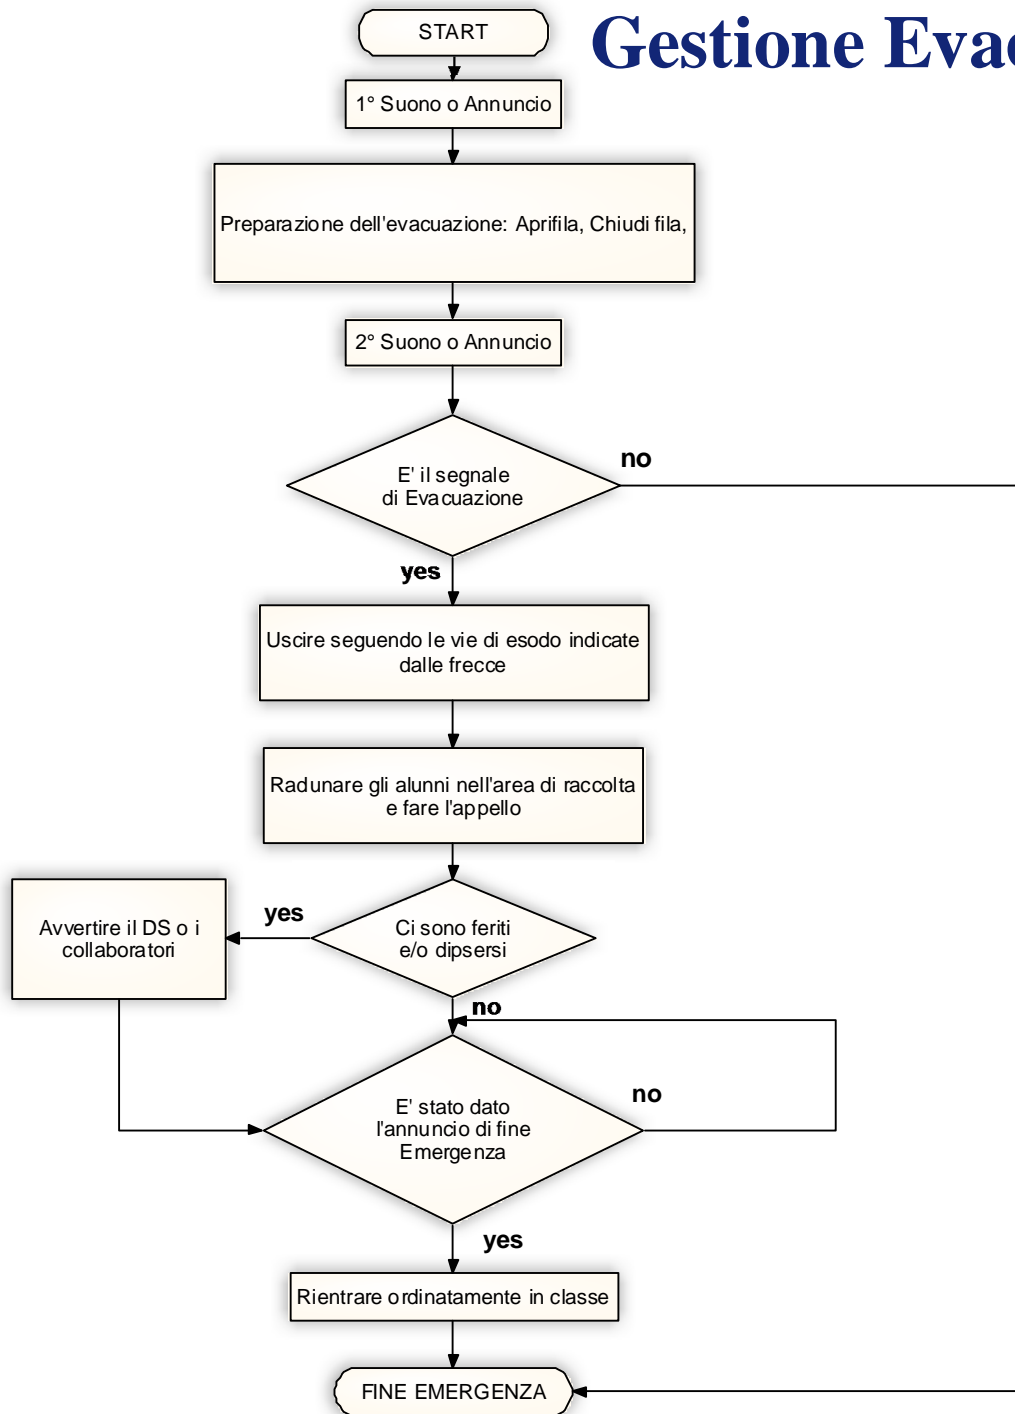 START
Gestione Evac
1° Suono o Annuncio
Preparazione dell'evacuazione: Aprifila, Chiudi fila,
2° Suono o Annuncio
E' il segnale
di Evacuazione
no
yes
Uscire seguendo le vie di esodo indicate
dalle frecce
Radunare gli alunni nell'area di raccolta
e fare l'appello
Ci sono feriti
e/o dipsersi
yes
Avvertire il DS o i
collaboratori
no
E' stato dato
l'annuncio di fine
Emergenza
no
yes
Rientrare ordinatamente in classe
FINE EMERGENZA